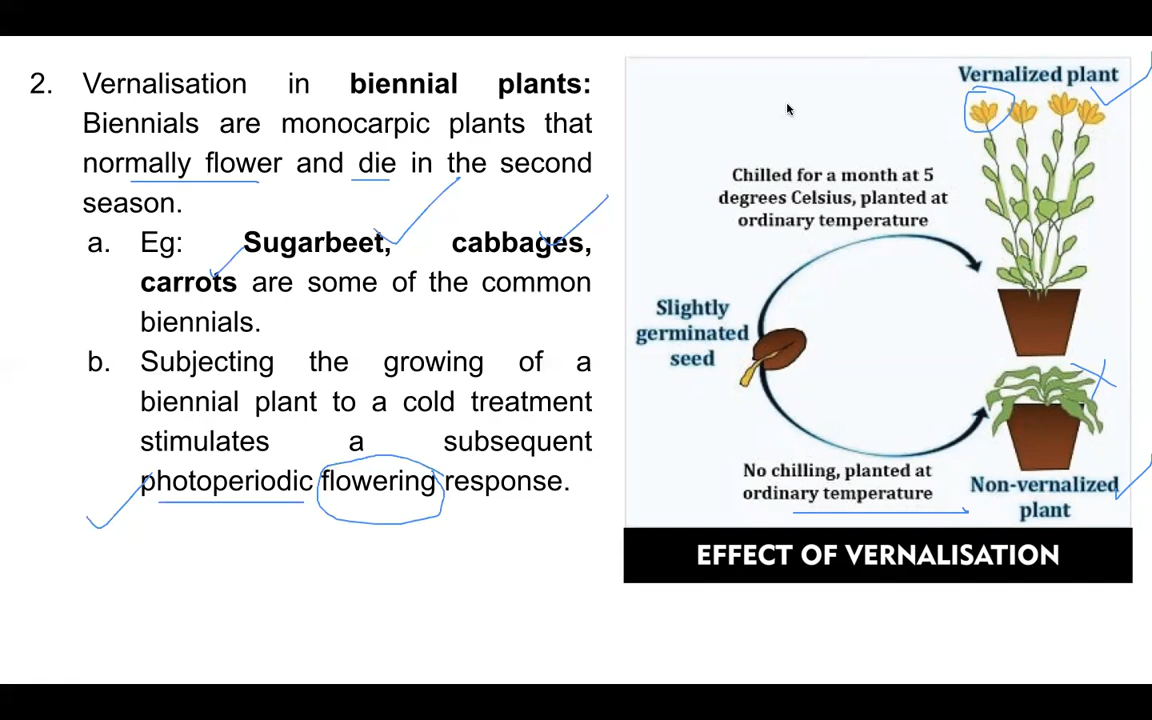 2. Vernalisation in biennial plants:
Biennials are monocarpic plants that
normally flower and die in the second
season.
a. Eg: Sugarbeet, cabbages,
carrots are some of the common
biennials.
b. Subjecting the growing of a
biennial plant to a cold treatment
stimulates a subsequent
photoperiodic flowering response.
Vernalized plant
Chilled for a month at 5
degrees Celsius, planted at
ordinary temperature
Slightly
germinated
seed
No chilling, planted at
ordinary temperature
Non-vernalized
plant
EFFECT OF VERNALISATION